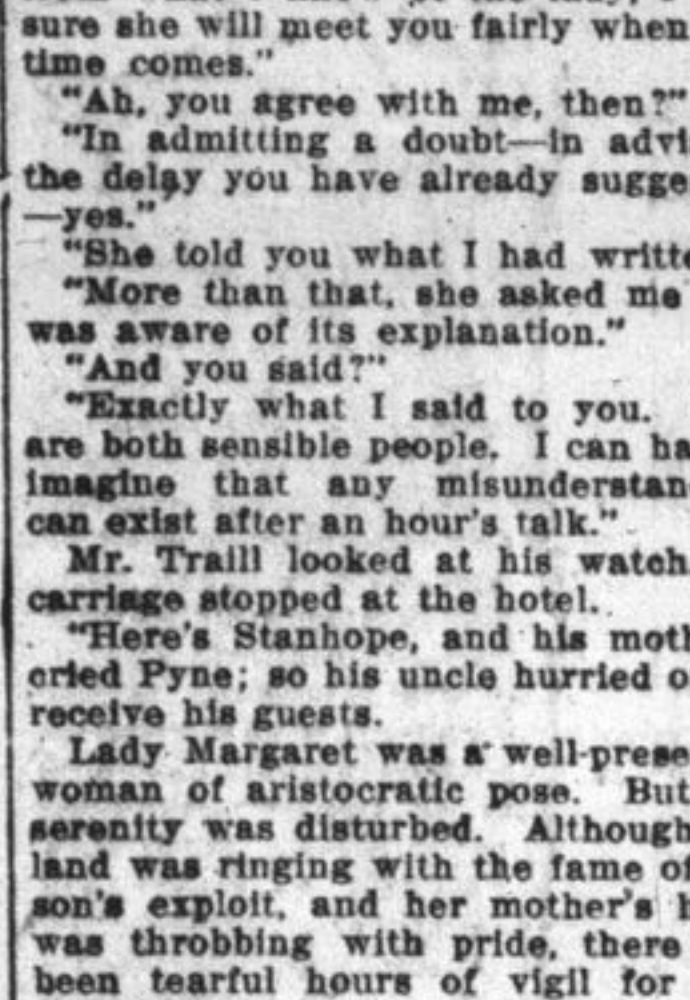 sure she will meet you fairly when
time comes."
"Ah, you agree with me, then?"
"In admitting a doubt—in advi
the delay you have already sugge
—yes."
"She told you what I had writte
"More than that, she asked me
was aware of its explanation."
"And you said?"
"Exactly what I said to you.
are both sensible people. I can ha
imagine that any misunderstan
can exist after an hour's talk."
Mr. Traill looked at his watch.
carriage stopped at the hotel.
"Here's Stanhope, and his moth
cried Pyne; so his uncle hurried o
receive his guests.
Lady Margaret was a well-prese
woman of aristocratic pose. But
serenity was disturbed. Although
land was ringing with the fame of
son's exploit, and her mother's h
was throbbing with pride, there
been tearful hours of vigil for